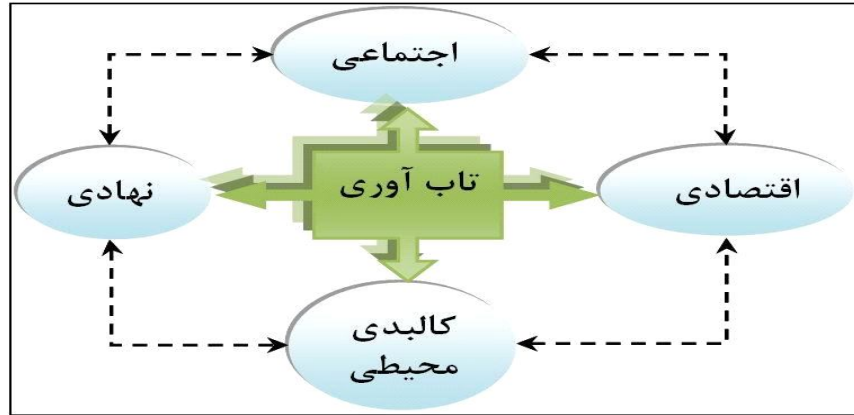 اجتماعی
تاب آوری
اقتصادی
نهادی
کالبدی
محیطی